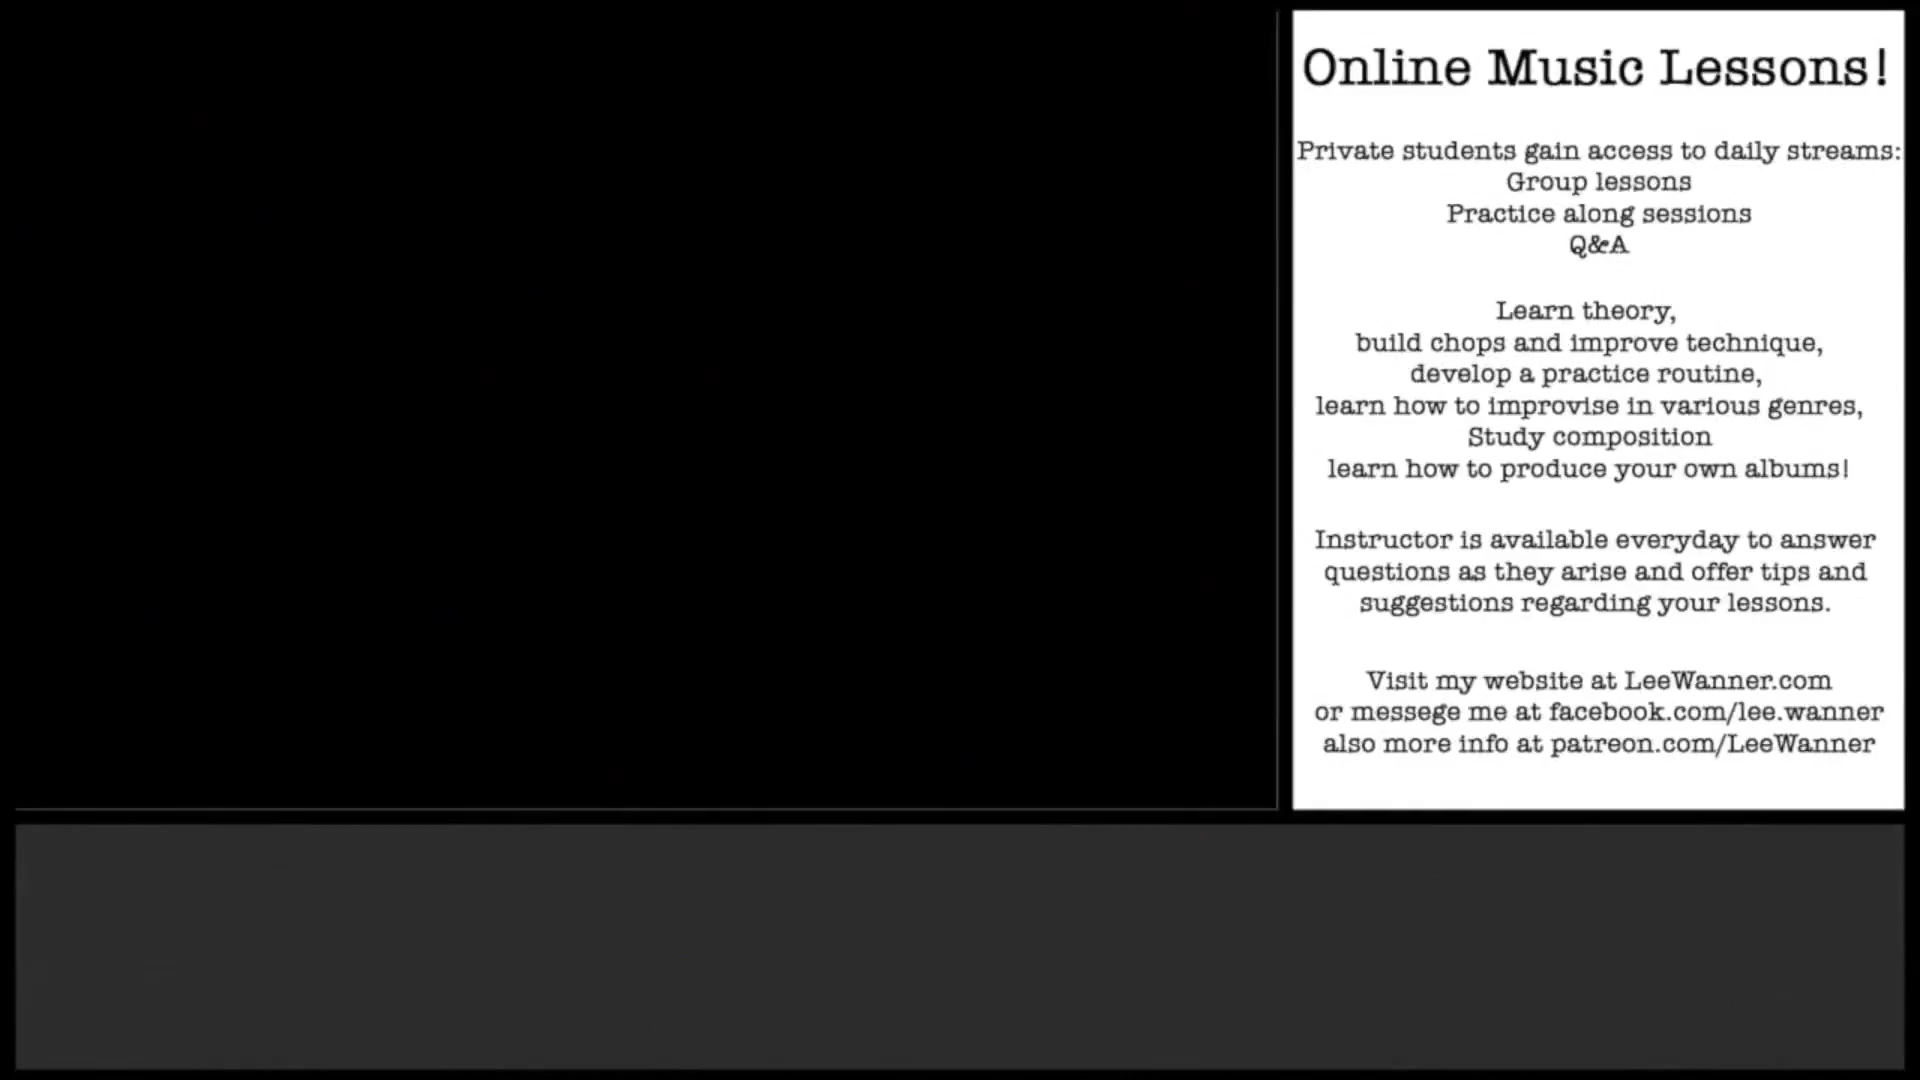 Online Music Lessons!
Private students gain access to daily streams:
Group lessons
Practice along sessions
Q&A
Learn theory,
build chops and improve technique,
develop a practice routine,
learn how to improvise in various genres,
Study composition
learn how to produce your own albums!
Instructor is available everyday to answer
questions as they arise and offer tips and
suggestions regarding your lessons.
Visit my website at LeeWanner.com
or messege me at facebook.com/lee.wanner
also more info at patreon.com/LeeWanner